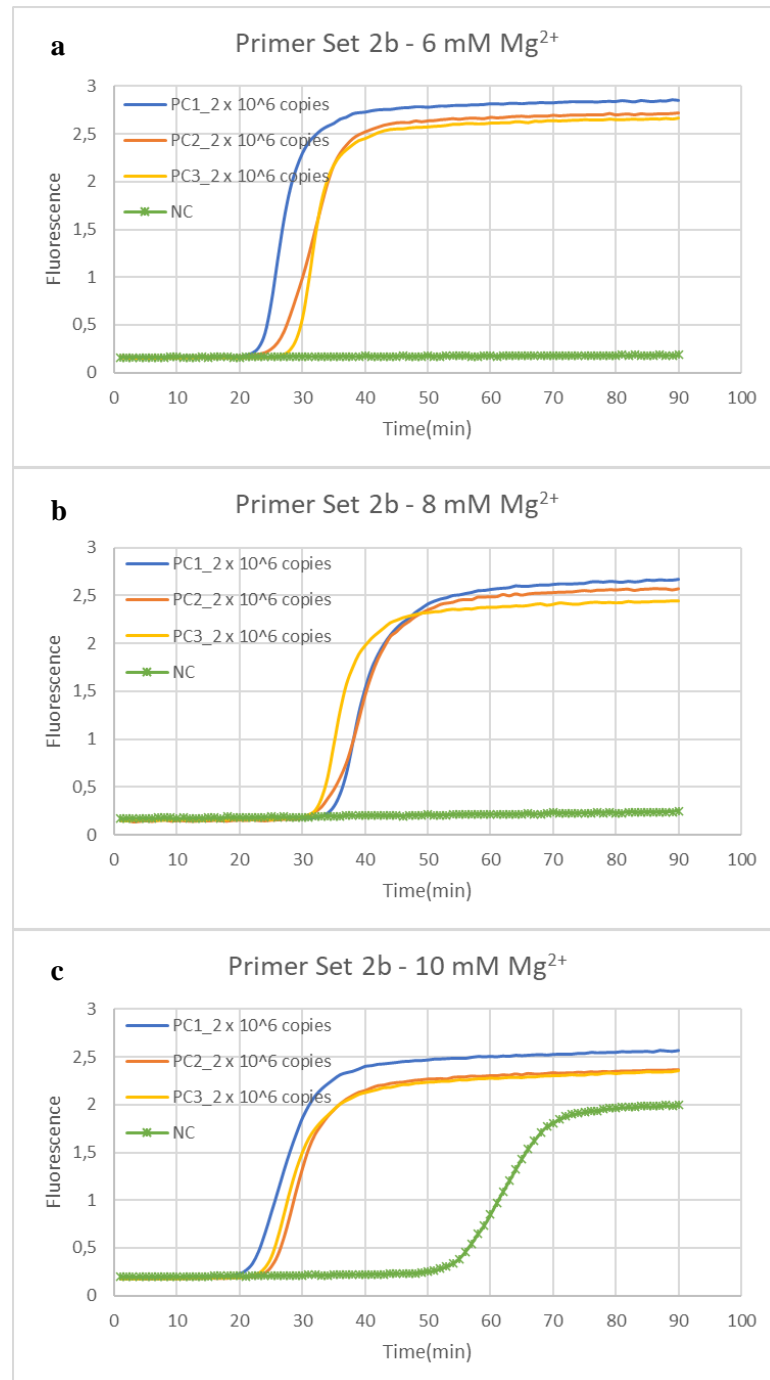 a
Primer Set 2b - 6 mM Mg2+
3
2,5
2
1,5
1
0,5
0
Fluorescence
PC1_2 x 10^6 copies
PC2_2 x 10^6 copies
PC3_2 x 10^6 copies
NC
0 10 20 30 40 50 60 70 80 90 100
Time(min)
b
Primer Set 2b - 8 mM Mg2+
3
2,5
2
1,5
1
0,5
0
Fluorescence
PC1_2 x 10^6 copies
PC2_2 x 10^6 copies
PC3_2 x 10^6 copies
NC
0 10 20 30 40 50 60 70 80 90 100
Time(min)
c
Primer Set 2b - 10 mM Mg2+
3
2,5
2
1,5
1
0,5
0
Fluorescence
PC1_2 x 10^6 copies
PC2_2 x 10^6 copies
PC3_2 x 10^6 copies
NC
0 10 20 30 40 50 60 70 80 90 100
Time(min)